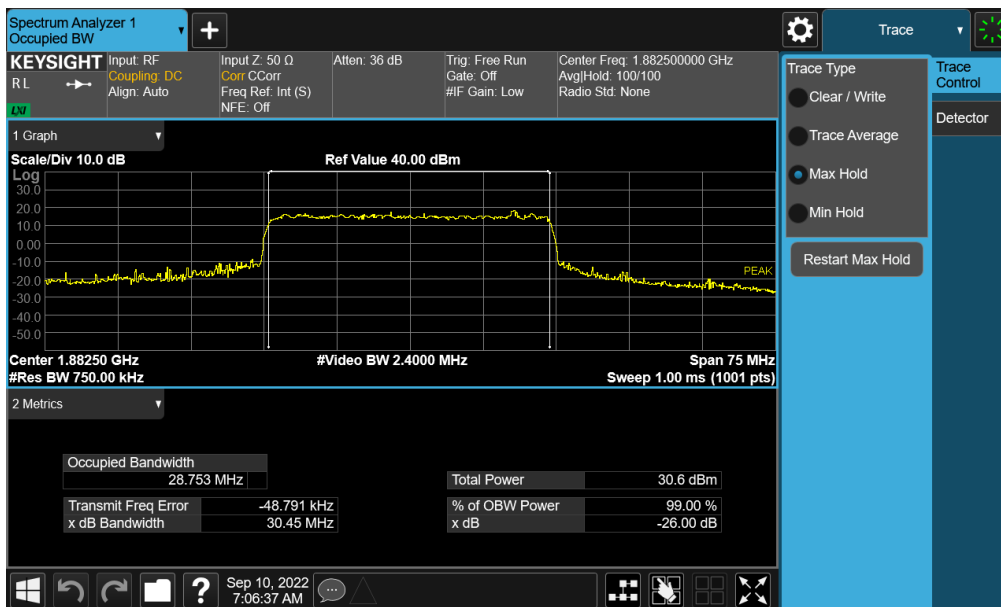 Spectrum Analyzer 1
Occupied BW
Trace
KEYSIGHT
R L
LXI
Input: RF
Coupling: DC
Align: Auto
Input Z: 50 Ω
Corr CCorr
Freq Ref: Int (S)
NFE: Off
Atten: 36 dB
Trig: Free Run
Gate: Off
#IF Gain: Low
Center Freq: 1.882500000 GHz
Avg|Hold: 100/100
Radio Std: None
1 Graph
Scale/Div 10.0 dB
Ref Value 40.00 dBm
Log
30.0
20.0
10.0
0.00
-10.0
-20.0
-30.0
-40.0
-50.0
PEAK
Center 1.88250 GHz
#Video BW 2.4000 MHz
Span 75 MHz
#Res BW 750.00 kHz
Sweep 1.00 ms (1001 pts)
2 Metrics
Occupied Bandwidth
28.753 MHz
Total Power 30.6 dBm
Transmit Freq Error -48.791 kHz
% of OBW Power 99.00 %
x dB Bandwidth 30.45 MHz
x dB -26.00 dB
Trace Type
Clear / Write
Trace Average
Max Hold
Min Hold
Restart Max Hold
Trace
Control
Detector
?
Sep 10, 2022
7:06:37 AM